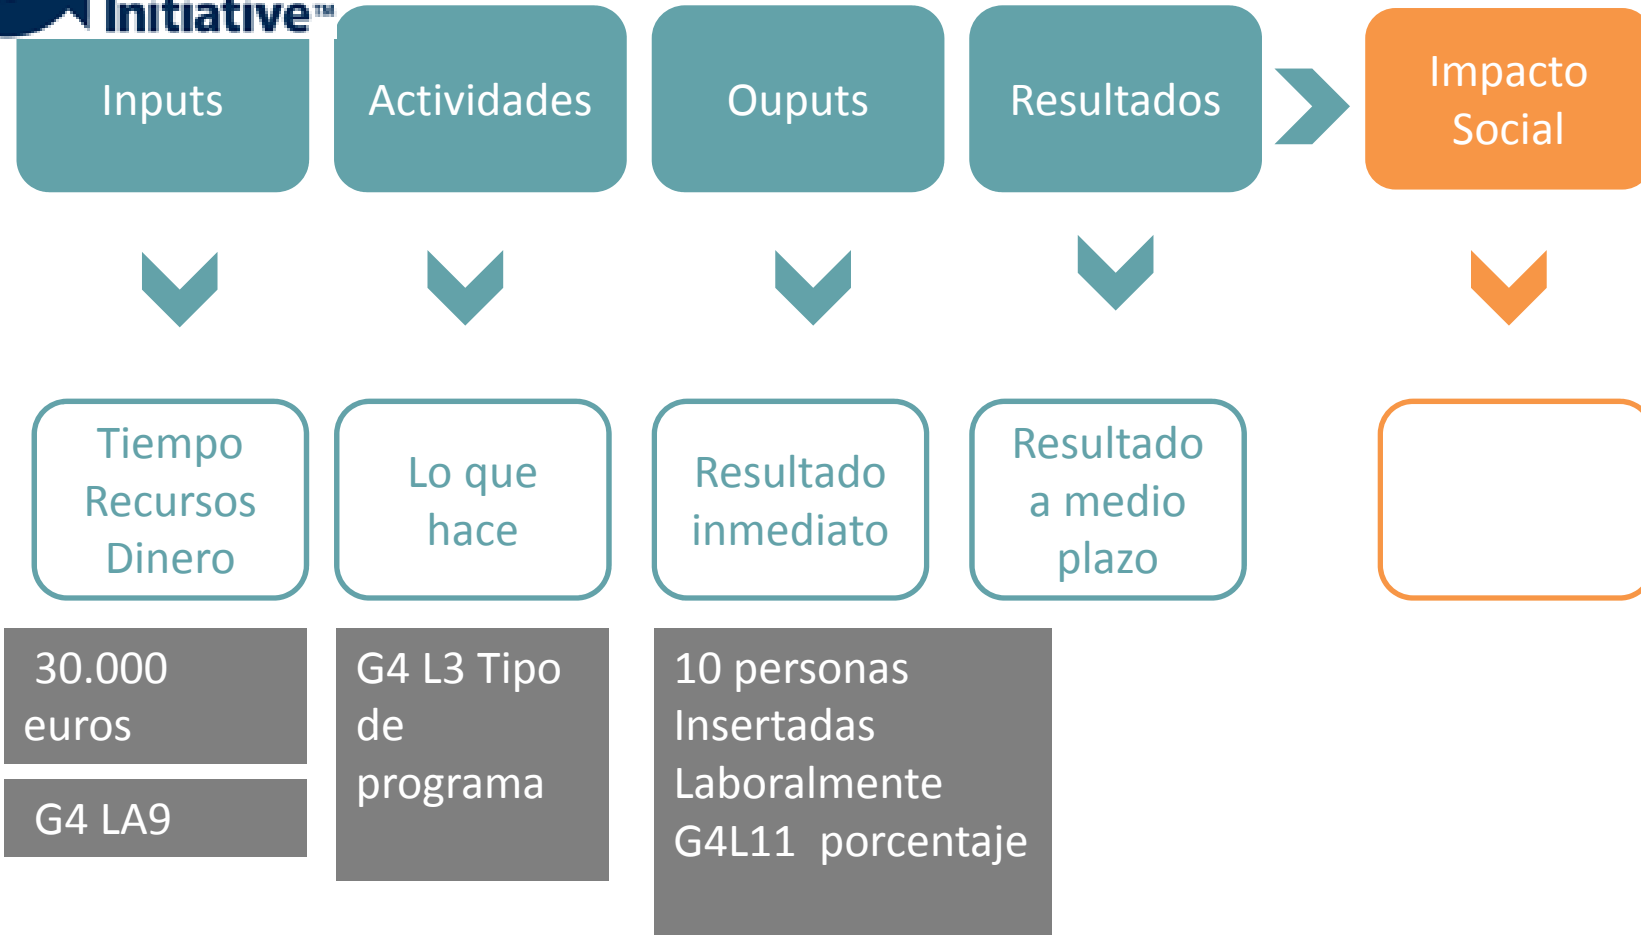 Initiative™
Inputs
Actividades
Ouputs
Resultados
Impacto
Social
Tiempo
Recursos
Dinero
Lo que
hace
Resultado
inmediato
Resultado
a medio
plazo
30.000
euros
G4 LA9
G4 L3 Tipo
de
programa
10 personas
Insertadas
Laboralmente
G4L11 porcentaje